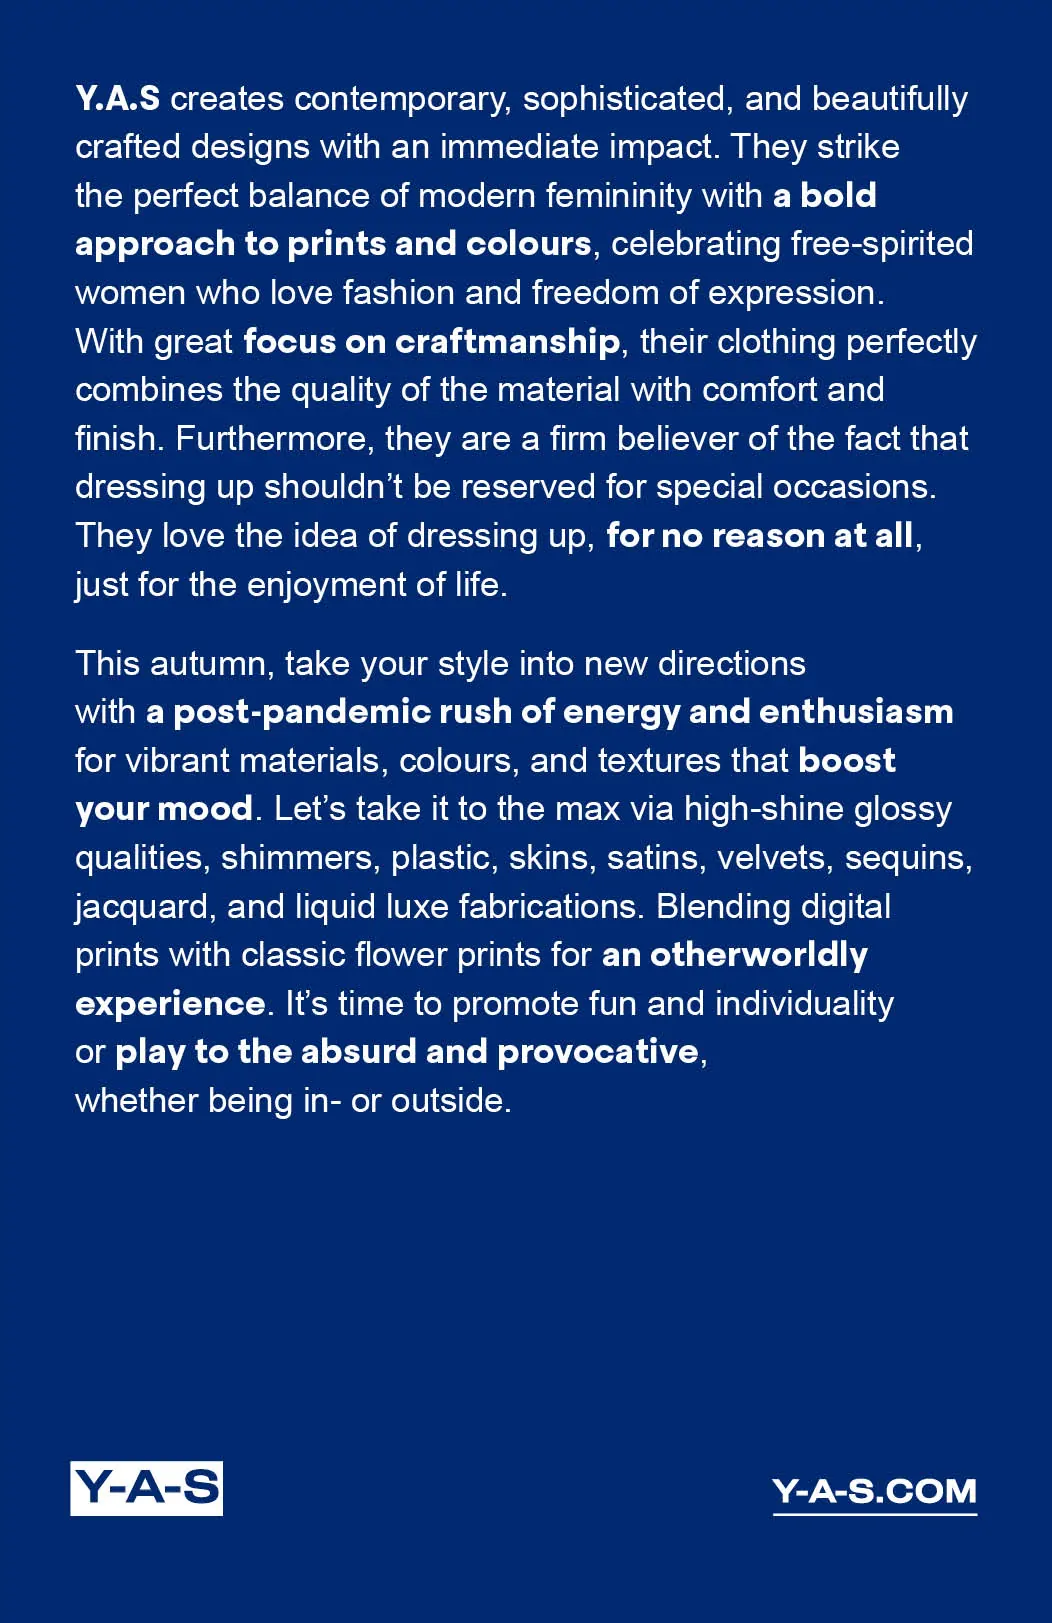 Y.A.S creates contemporary, sophisticated, and beautifully
crafted designs with an immediate impact. They strike
the perfect balance of modern femininity with a bold
approach to prints and colours, celebrating free-spirited
women who love fashion and freedom of expression.
With great focus on craftmanship, their clothing perfectly
combines the quality of the material with comfort and
finish. Furthermore, they are a firm believer of the fact that
dressing up shouldn’t be reserved for special occasions.
They love the idea of dressing up, for no reason at all,
just for the enjoyment of life.
This autumn, take your style into new directions
with a post-pandemic rush of energy and enthusiasm
for vibrant materials, colours, and textures that boost
your mood. Let’s take it to the max via high-shine glossy
qualities, shimmers, plastic, skins, satins, velvets, sequins,
jacquard, and liquid luxe fabrications. Blending digital
prints with classic flower prints for an otherworldly
experience. It’s time to promote fun and individuality
or play to the absurd and provocative,
whether being in- or outside.
Y-A-S
Y-A-S.COM